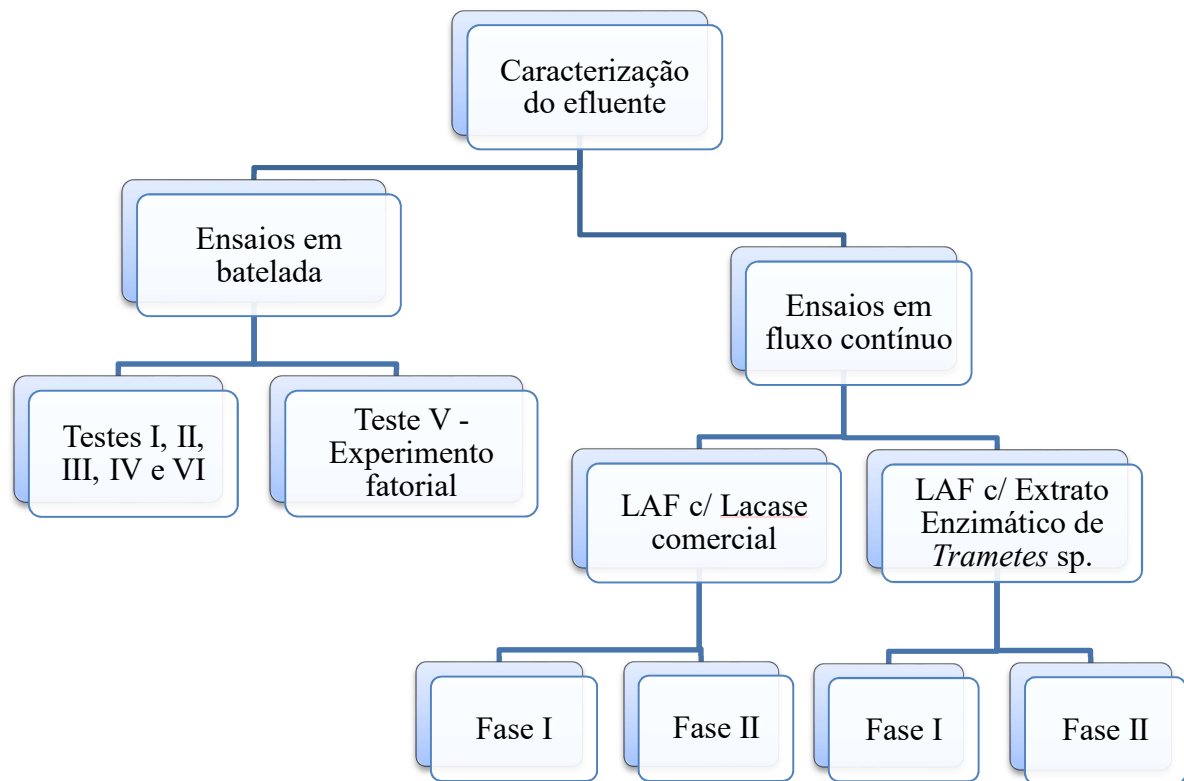 Caracterização
do efluente
Ensaios em
batelada
Ensaios em
fluxo contínuo
Testes I, II,
III, IV e VI
Teste V -
Experimento
fatorial
LAF c/ Lacase
comercial
LAF c/ Extrato
Enzimático de
Trametes sp.
Fase I
Fase II
Fase I
Fase II